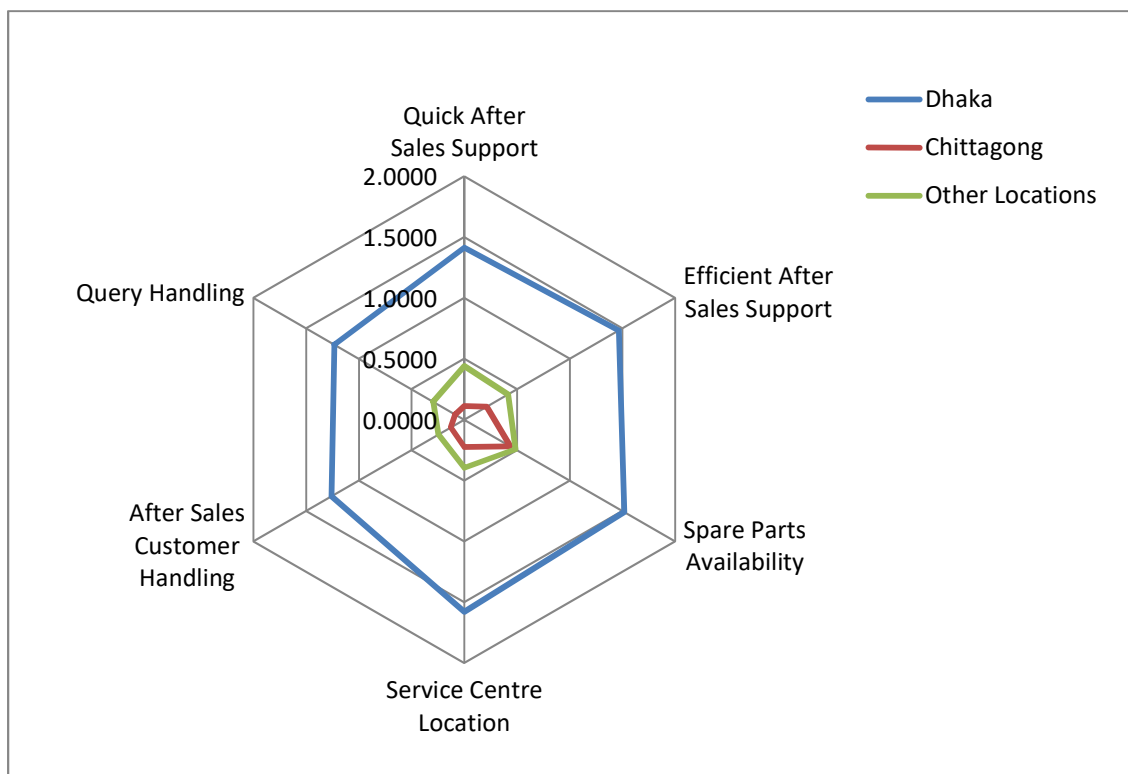 Quick After
Sales Support
2.0000
1.5000
1.0000
0.5000
0.0000
Efficient After
Sales Support
Spare Parts
Availability
Service Centre
Location
After Sales
Customer
Handling
Query Handling
Dhaka
Chittagong
Other Locations